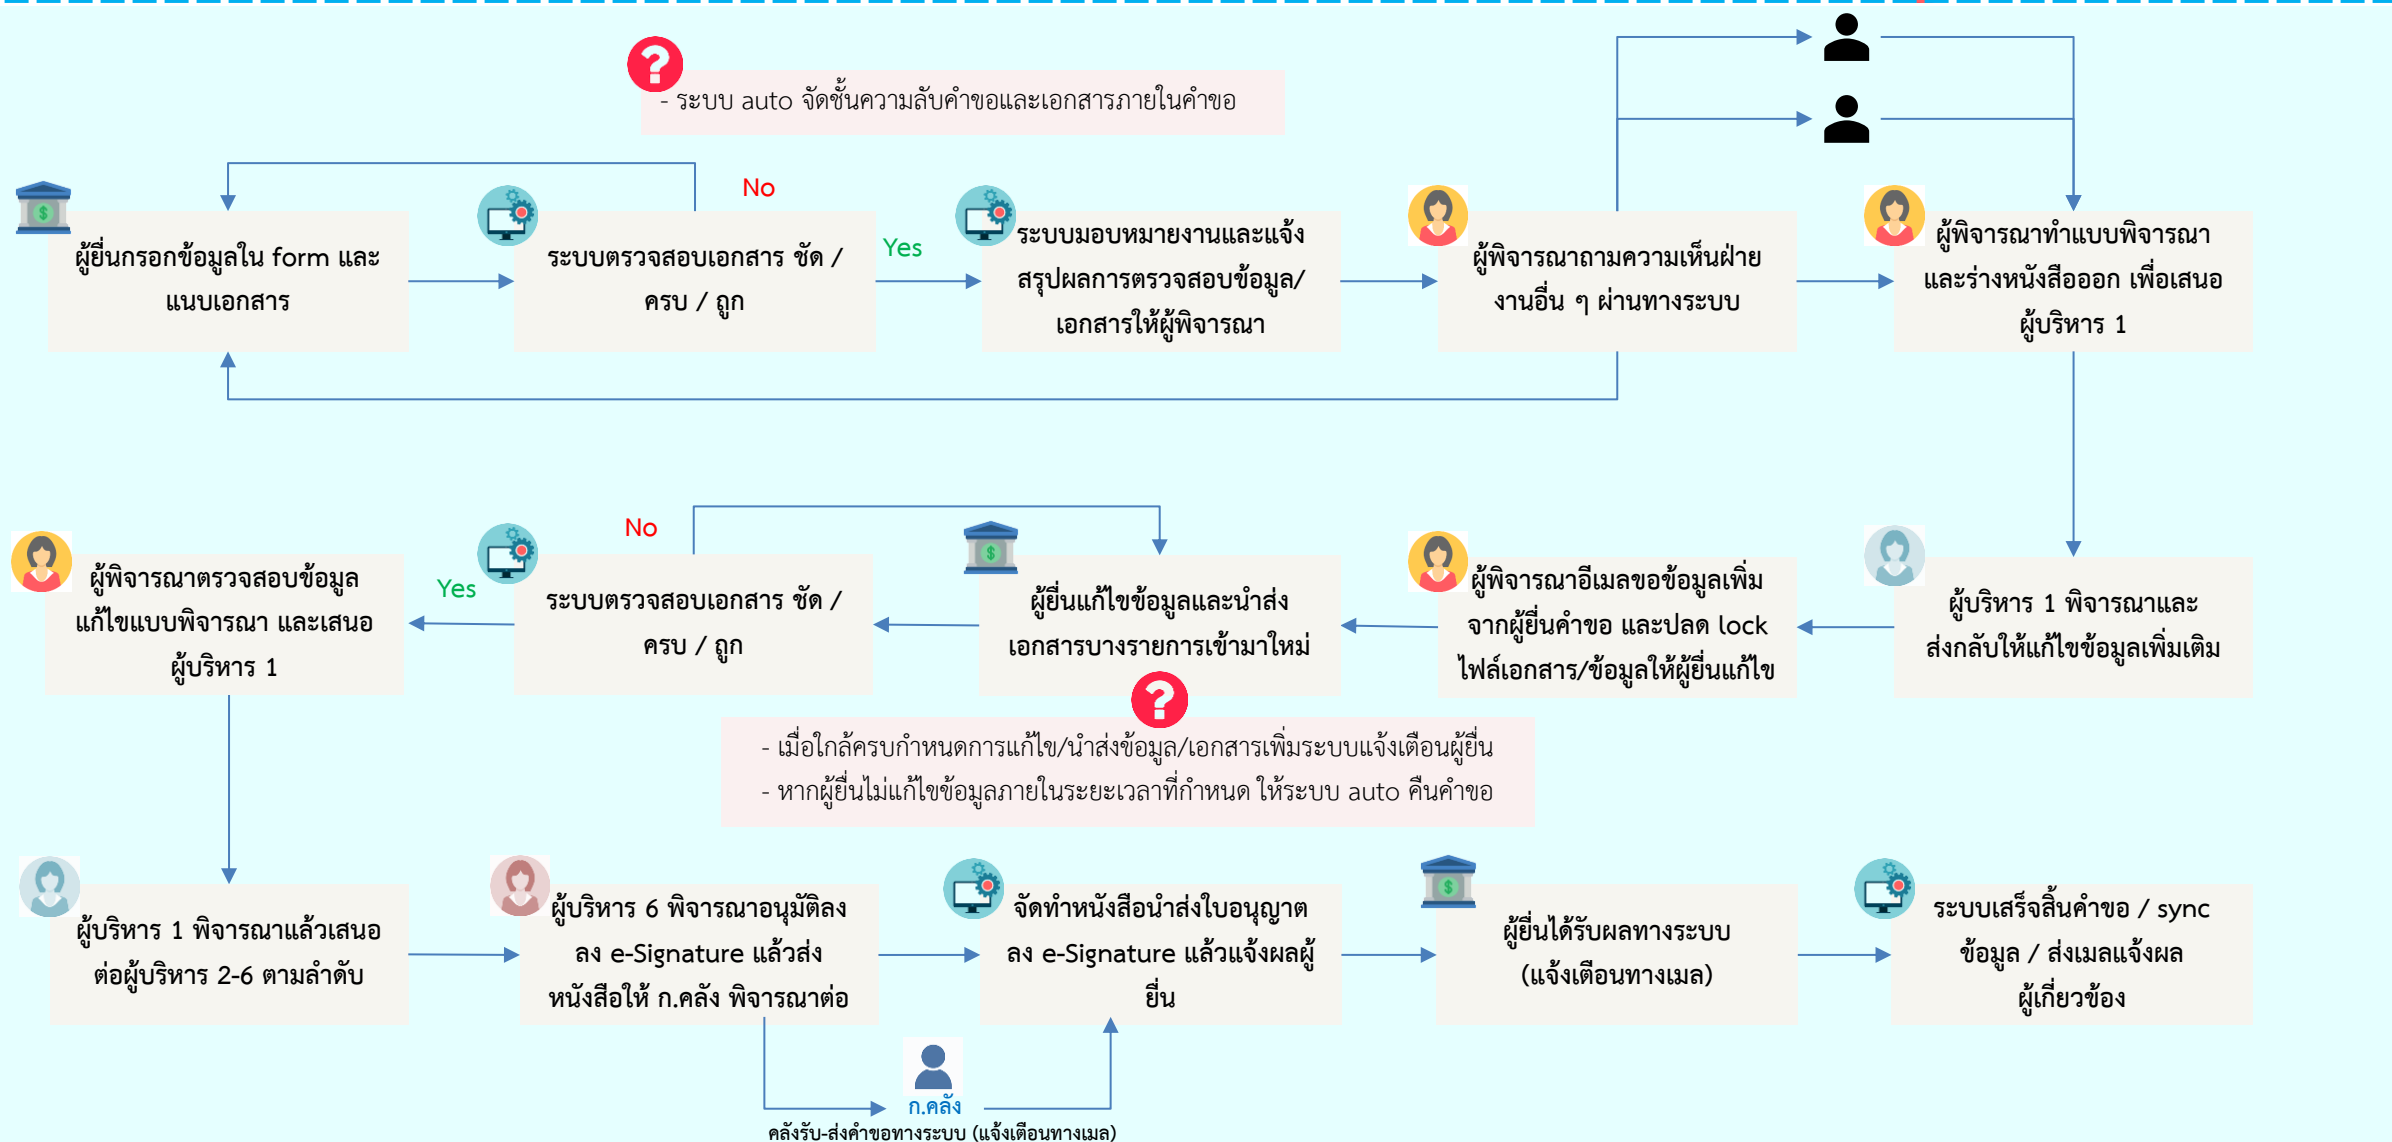 - ระบบ auto จัดชั้นความลับคำขอและเอกสารภายในคำขอ
No
ผู้ยื่นกรอกข้อมูลใน form และ
แนบเอกสาร
ระบบตรวจสอบเอกสาร ชัด /
ครบ / ถูก
Yes
ระบบมอบหมายงานและแจ้ง
สรุปผลการตรวจสอบข้อมูล/
เอกสารให้ผู้พิจารณา
ผู้พิจารณาถามความเห็นฝ่าย
งานอื่น ๆ ผ่านทางระบบ
ผู้พิจารณาทำแบบพิจารณา
และร่างหนังสือออก เพื่อเสนอ
ผู้บริหาร 1
ผู้บริหาร 1 พิจารณาและ
ส่งกลับให้แก้ไขข้อมูลเพิ่มเติม
ผู้พิจารณาอีเมลขอข้อมูลเพิ่ม
จากผู้ยื่นคำขอ และปลด lock
ไฟล์เอกสาร/ข้อมูลให้ผู้ยื่นแก้ไข
ผู้ยื่นแก้ไขข้อมูลและนำส่ง
เอกสารบางรายการเข้ามาใหม่
No
ระบบตรวจสอบเอกสาร ชัด /
ครบ / ถูก
Yes
ผู้พิจารณาตรวจสอบข้อมูล
แก้ไขแบบพิจารณา และเสนอ
ผู้บริหาร 1
- เมื่อใกล้ครบกำหนดการแก้ไข/นำส่งข้อมูล/เอกสารเพิ่มระบบแจ้งเตือนผู้ยื่น
- หากผู้ยื่นไม่แก้ไขข้อมูลภายในระยะเวลาที่กำหนด ให้ระบบ auto คืนคำขอ
ผู้บริหาร 1 พิจารณาแล้วเสนอ
ต่อผู้บริหาร 2-6 ตามลำดับ
ผู้บริหาร 6 พิจารณาอนุมัติลง
ลง e-Signature แล้วส่ง
หนังสือให้ ก.คลัง พิจารณาต่อ
จัดทำหนังสือนำส่งใบอนุญาต
ลง e-Signature แล้วแจ้งผลผู้
ยื่น
ผู้ยื่นได้รับผลทางระบบ
(แจ้งเตือนทางเมล)
ระบบเสร็จสิ้นคำขอ / sync
ข้อมูล / ส่งเมลแจ้งผล
ผู้เกี่ยวข้อง
ก.คลัง
คลังรับ-ส่งคำขอทางระบบ (แจ้งเตือนทางเมล)